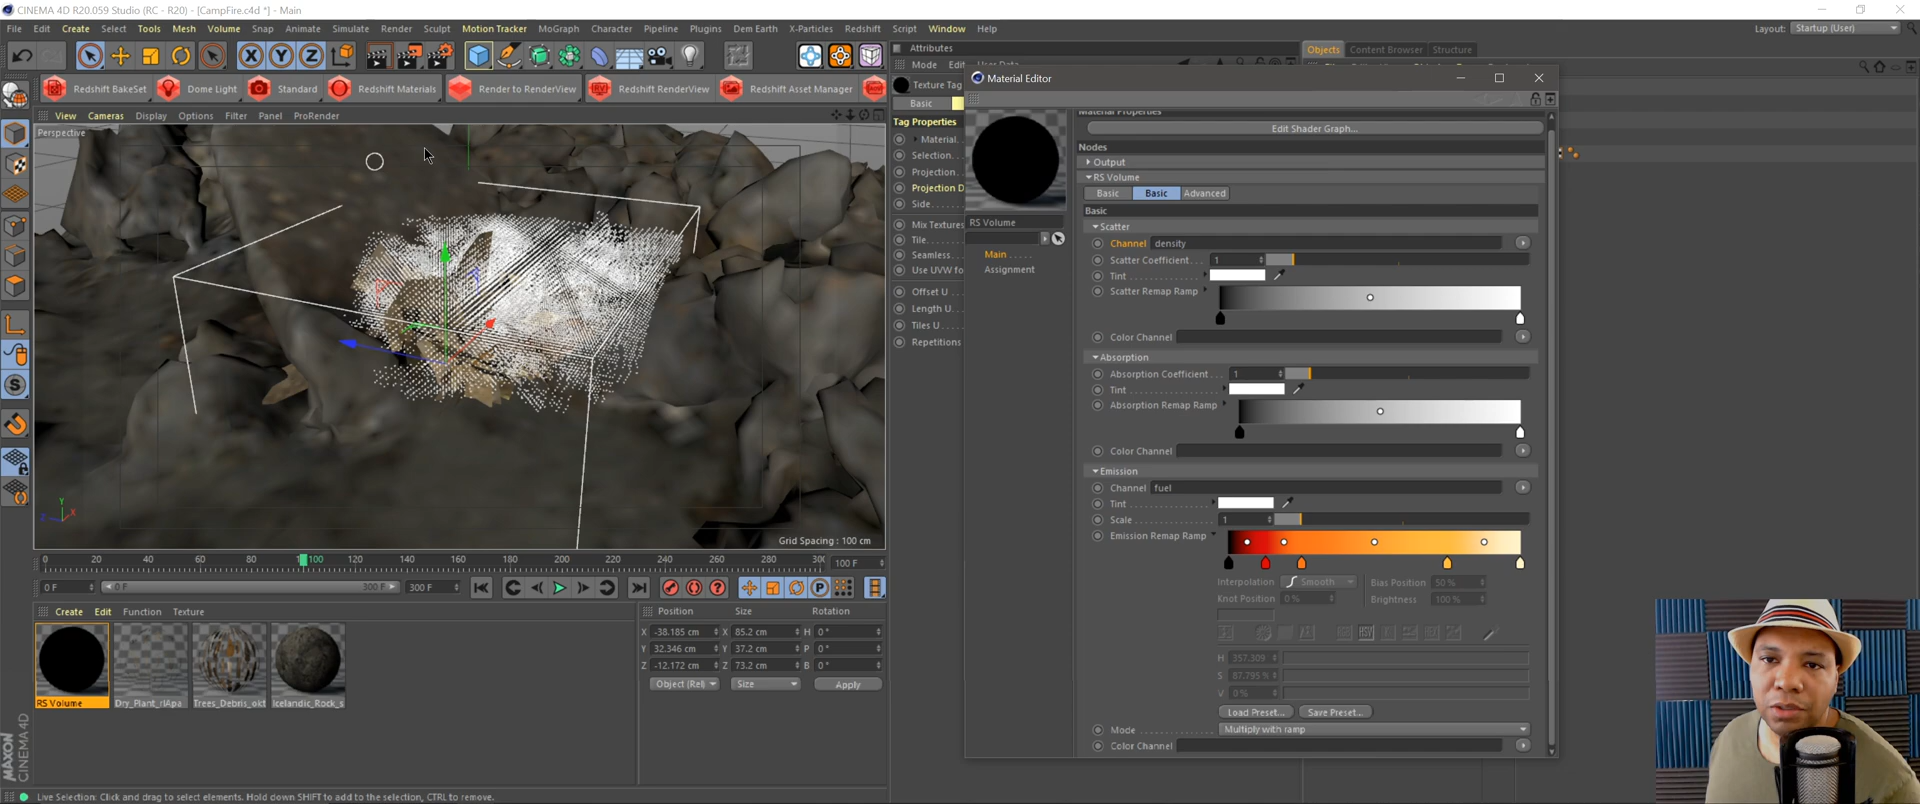 CINEMA 4D R20.059 Studio (RC - R20) - [CampFire.c4d *] - Main
File Edit Create Select Tools Mesh Volume Snap Animate Simulate Render Sculpt Motion Tracker MoGraph Character Pipeline Plugins Dem Earth X-Particles Redshift Script Window Help
Layout: Startup (User)
Attributes
Objects Content Browser Structure
Mode
Redshift BakeSet Dome Light Standard Redshift Materials Render to RenderView Redshift RenderView Redshift Asset Manager
Texture Tag
Basic
View Cameras Display Options Filter Panel ProRender
Perspective
Tag Properties
Material.
Selection. . .
Projection. . .
Projection D
Side. . .
Mix Textures
Tile. . .
Seamless. . .
Use UVW fo
Offset U . .
Length U. .
Tiles U . .
Repetitions
Grid Spacing : 100 cm
Material Editor
RS Volume
Main . . . . .
Assignment
Material Properties
Edit Shader Graph...
Nodes
Output
RS Volume
Basic Basic Advanced
Basic
Scatter
Channel density
Scatter Coefficient. . . 1
Tint
Scatter Remap Ramp
Color Channel
Absorption
Absorption Coefficient . . . 1
Tint
Absorption Remap Ramp
Color Channel
Emission
Channel fuel
Tint
Scale 1
Emission Remap Ramp
Interpolation Smooth Bias Position 50 %
Knot Position 0 % Brightness 100 %
HSV
H 357.309
S 87.795 %
V 0 %
Load Preset... Save Preset...
Mode Multiply with ramp
Color Channel
0 20 40 60 80 100 120 140 160 180 200 220 240 260 280 100 F
0 F 0 F 300 F 300 F
Create Edit Function Texture
Position Size Rotation
X -38.185 cm X 85.2 cm H 0 °
Y 32.346 cm Y 37.2 cm P 0 °
Z -12.172 cm Z 73.2 cm B 0 °
Object (Rel) Size Apply
RS Volume Dry_Plant_rlApa Trees_Debris_okt Icelandic_Rock_s
MAXON CINEMA4D
Live Selection: Click and drag to select elements. Hold down SHIFT to add to the selection, CTRL to remove.